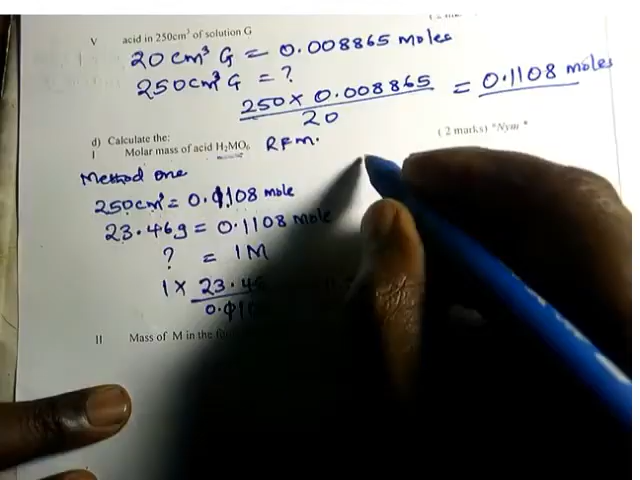 V acid in 250cm³ of solution G
20 cm³ G = 0.008865 moles
250cm³ G = ?
250 × 0.008865 = 0.1108 moles
20
d) Calculate the: ( 2 marks) *Nym *
I Molar mass of acid H₂MO₆ RFM.
Method one
250cm³ = 0.1108 mole
23.46g = 0.1108 mole
? = 1M
1 × 23.4
0.1
II Mass of M in the